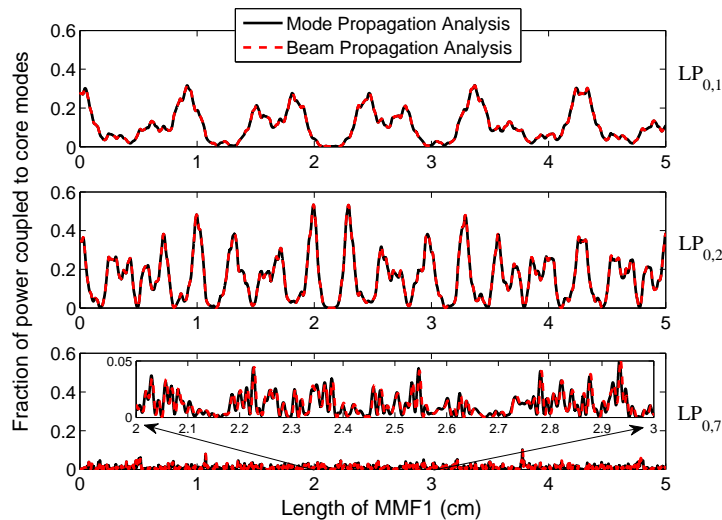 Mode Propagation Analysis
Beam Propagation Analysis
Fraction of power coupled to core modes
0.6
0.4
0.2
0
0 1 2 3 4 5
LP0,1
0.6
0.4
0.2
0
0 1 2 3 4 5
LP0,2
0.6
0.4
0.2
0
0.05
0
2 2.1 2.2 2.3 2.4 2.5 2.6 2.7 2.8 2.9 3
LP0,7
0 1 2 3 4 5
Length of MMF1 (cm)